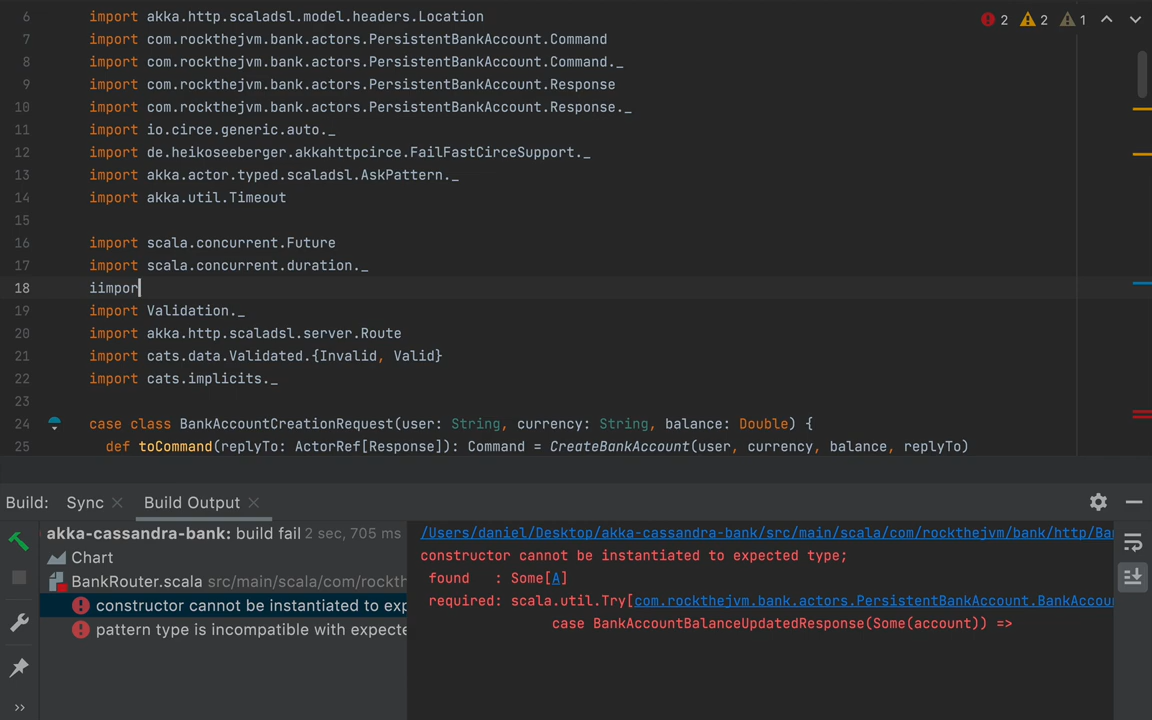 6 import akka.http.scaladsl.model.headers.Location
2 2 1
7 import com.rockthejvm.bank.actors.PersistentBankAccount.Command
8 import com.rockthejvm.bank.actors.PersistentBankAccount.Command._
9 import com.rockthejvm.bank.actors.PersistentBankAccount.Response
10 import com.rockthejvm.bank.actors.PersistentBankAccount.Response._
11 import io.circe.generic.auto._
12 import de.heikoseeberger.akkahttpcirce.FailFastCirceSupport._
13 import akka.actor.typed.scaladsl.AskPattern._
14 import akka.util.Timeout
15
16 import scala.concurrent.Future
17 import scala.concurrent.duration._
18 iimpor
19 import Validation._
20 import akka.http.scaladsl.server.Route
21 import cats.data.Validated.{Invalid, Valid}
22 import cats.implicits._
23
24 case class BankAccountCreationRequest(user: String, currency: String, balance: Double) {
25 def toCommand(replyTo: ActorRef[Response]): Command = CreateBankAccount(user, currency, balance, replyTo)
Build: Sync Build Output
akka-cassandra-bank: build fail 2 sec, 705 ms
Chart
BankRouter.scala src/main/scala/com/rockth
constructor cannot be instantiated to exp
pattern type is incompatible with expecte
/Users/daniel/Desktop/akka-cassandra-bank/src/main/scala/com/rockthejvm/bank/http/Ba
constructor cannot be instantiated to expected type;
found : Some[A]
required: scala.util.Try[com.rockthejvm.bank.actors.PersistentBankAccount.BankAccou
case BankAccountBalanceUpdatedResponse(Some(account)) =>